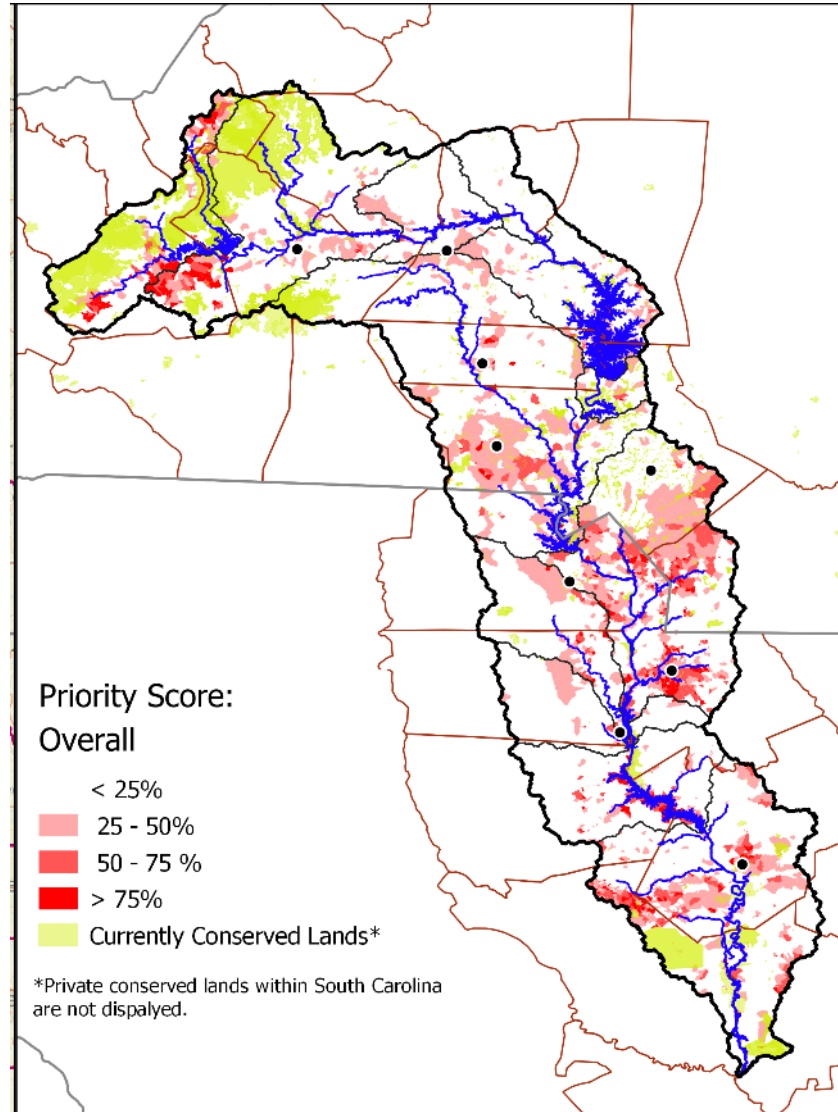 Priority Score:
Overall
< 25%
25 - 50%
50 - 75 %
> 75%
Currently Conserved Lands*
*Private conserved lands within South Carolina
are not dispalyed.